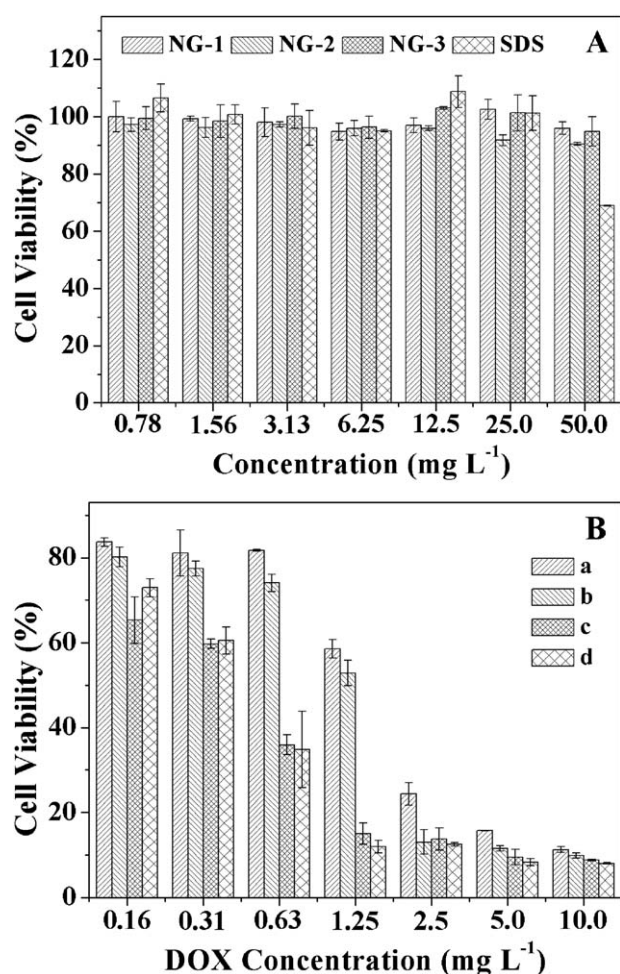 NG-1 NG-2 NG-3 SDS A
120
100
80
60
40
20
0
Cell Viability (%)
0.78 1.56 3.13 6.25 12.5 25.0 50.0
Concentration (mg L⁻¹)
B
a
b
c
d
80
60
40
20
0
Cell Viability (%)
0.16 0.31 0.63 1.25 2.5 5.0 10.0
DOX Concentration (mg L⁻¹)